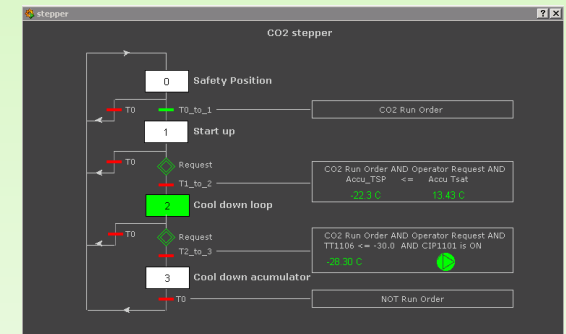 stepper
CO2 stepper
0 Safety Position
T0 T0_to_1 CO2 Run Order
1 Start up
T0 Request
CO2 Run Order AND Operator Request AND
Accu_TSP <= Accu Tsat
T1_to_2 -22.3 C 13.43 C
2 Cool down loop
T0 Request
CO2 Run Order AND Operator Request AND
TT1106 <= -30.0 AND CIP1101 is ON
T2_to_3 -28.30 C
3 Cool down acumulator
T0 NOT Run Order